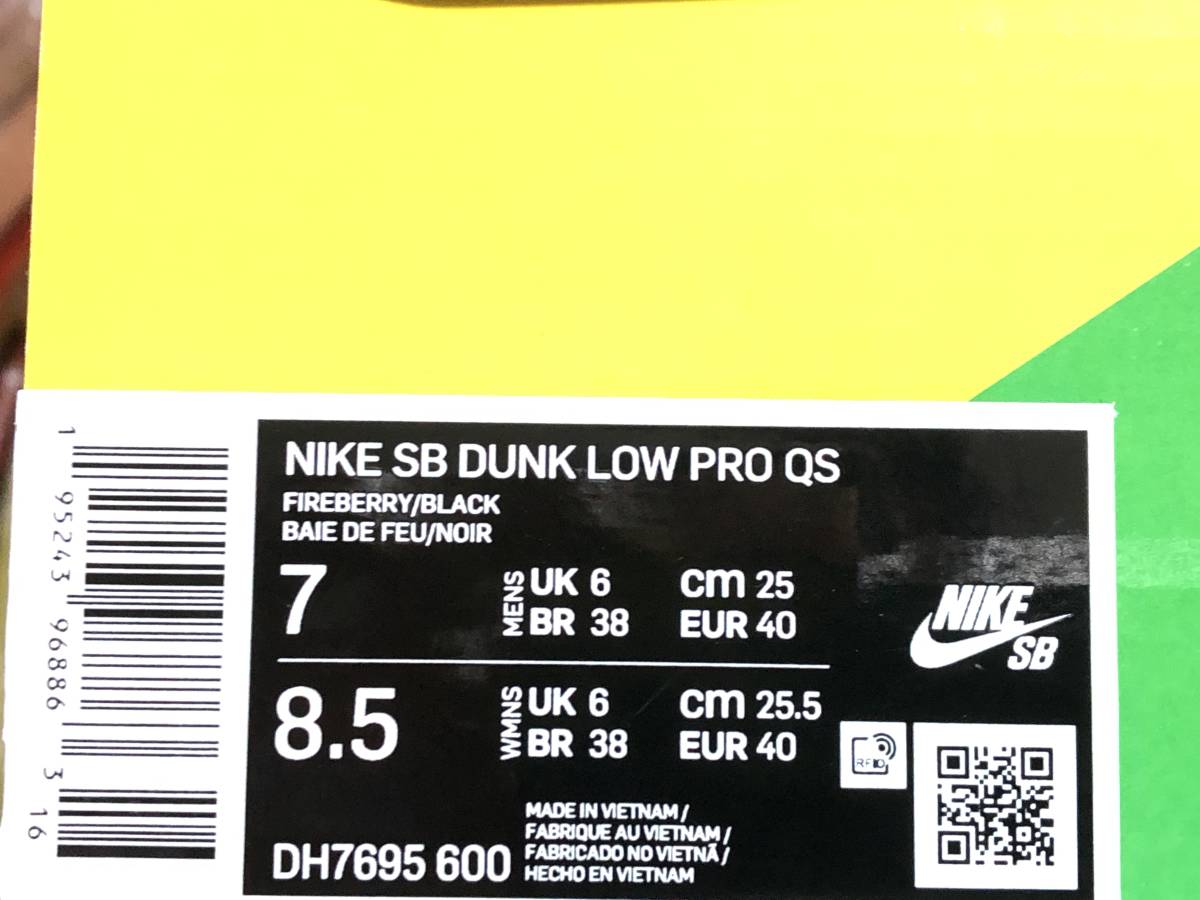 NIKE SB DUNK LOW PRO QS
FIREBERRY/BLACK
BAIE DE FEU/NOIR
7
MENS
UK 6
cm 25
BR 38
EUR 40
8.5
WMNS
UK 6
cm 25.5
BR 38
EUR 40
NIKE
SB
RFID
DH7695 600
MADE IN VIETNAM /
FABRIQUE AU VIETNAM /
FABRICADO NO VIETNÃ /
HECHO EN VIETNAM
1 95243 96886 3 16